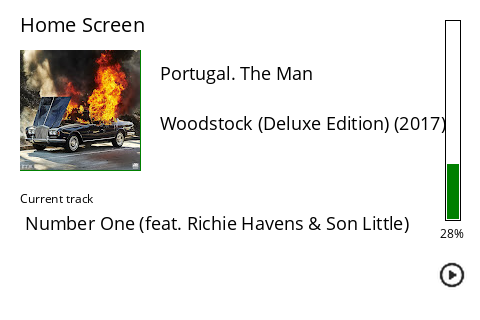 Home Screen
Portugal. The Man
Woodstock (Deluxe Edition) (2017)
Current track
Number One (feat. Richie Havens & Son Little)
28%